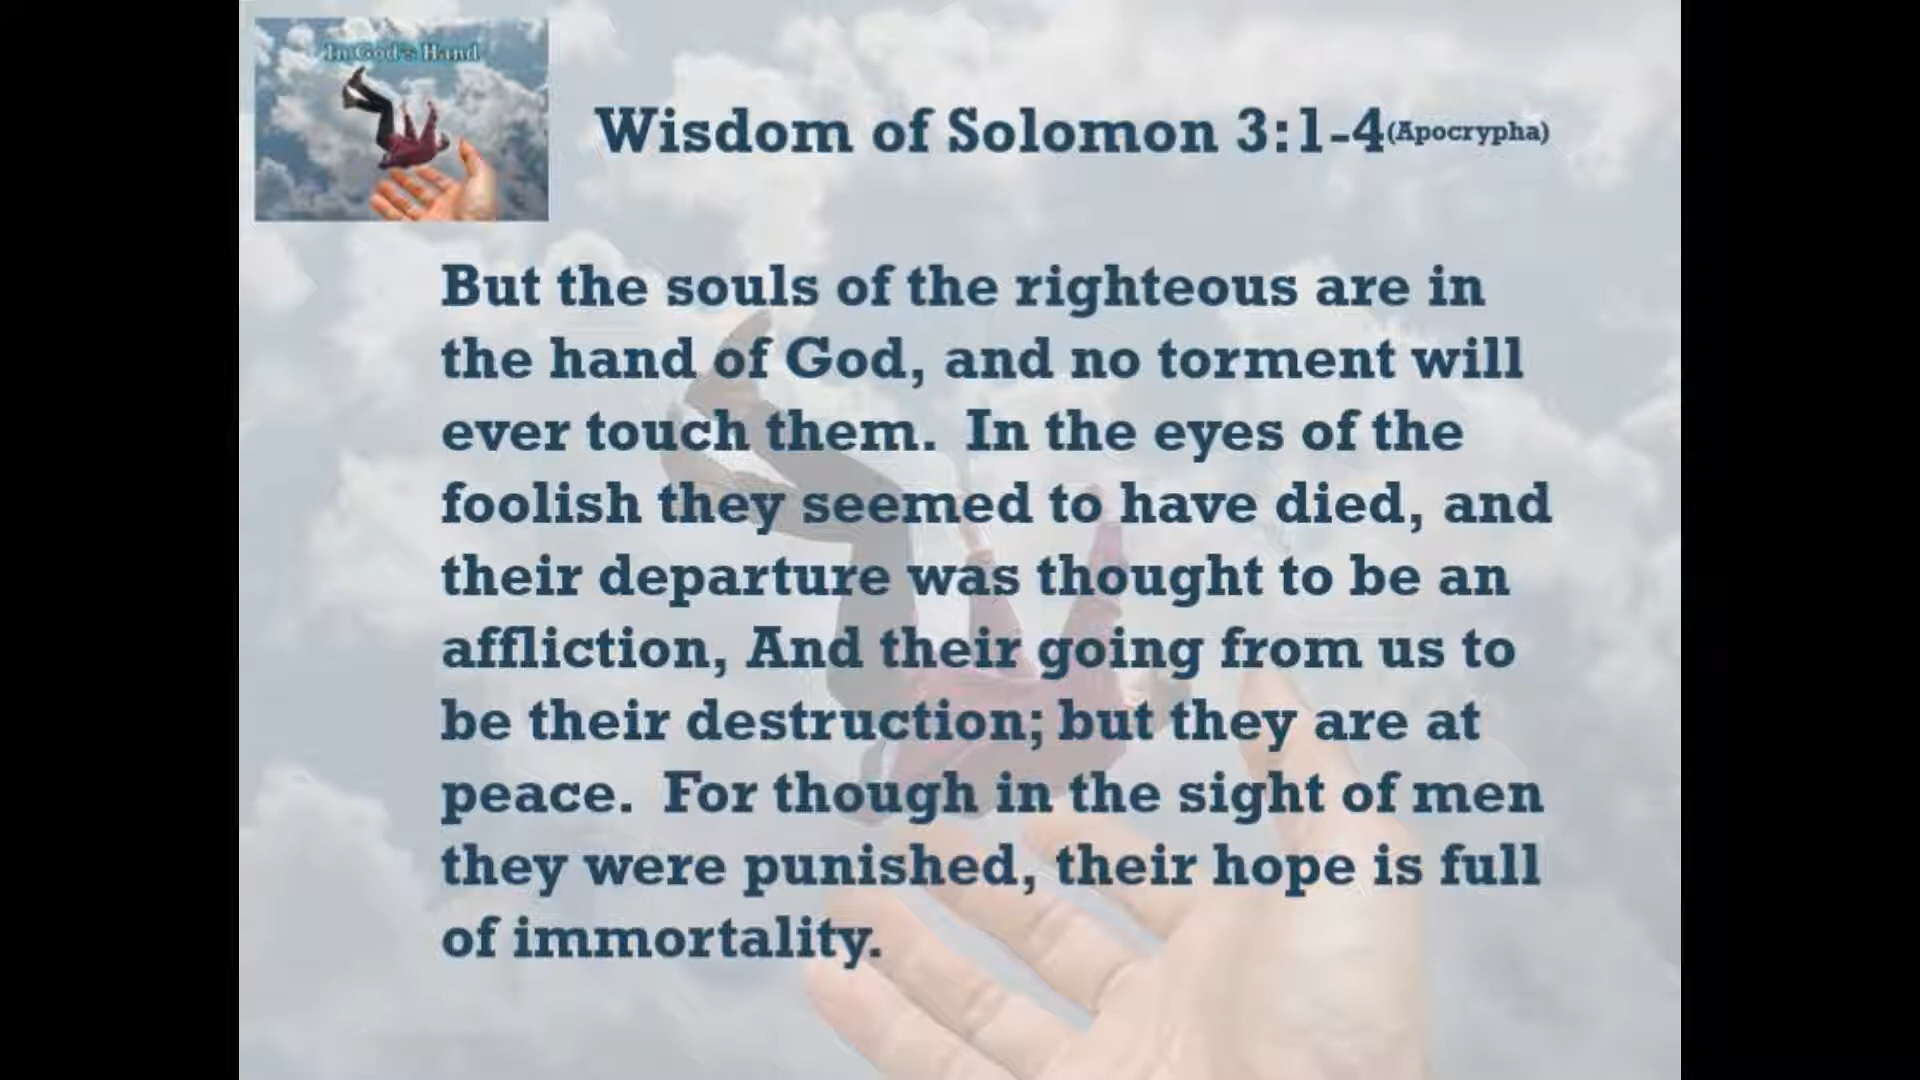 In God's Hand
Wisdom of Solomon 3:1-4(Apocrypha)
But the souls of the righteous are in
the hand of God, and no torment will
ever touch them.  In the eyes of the
foolish they seemed to have died, and
their departure was thought to be an
affliction, And their going from us to
be their destruction; but they are at
peace.  For though in the sight of men
they were punished, their hope is full
of immortality.